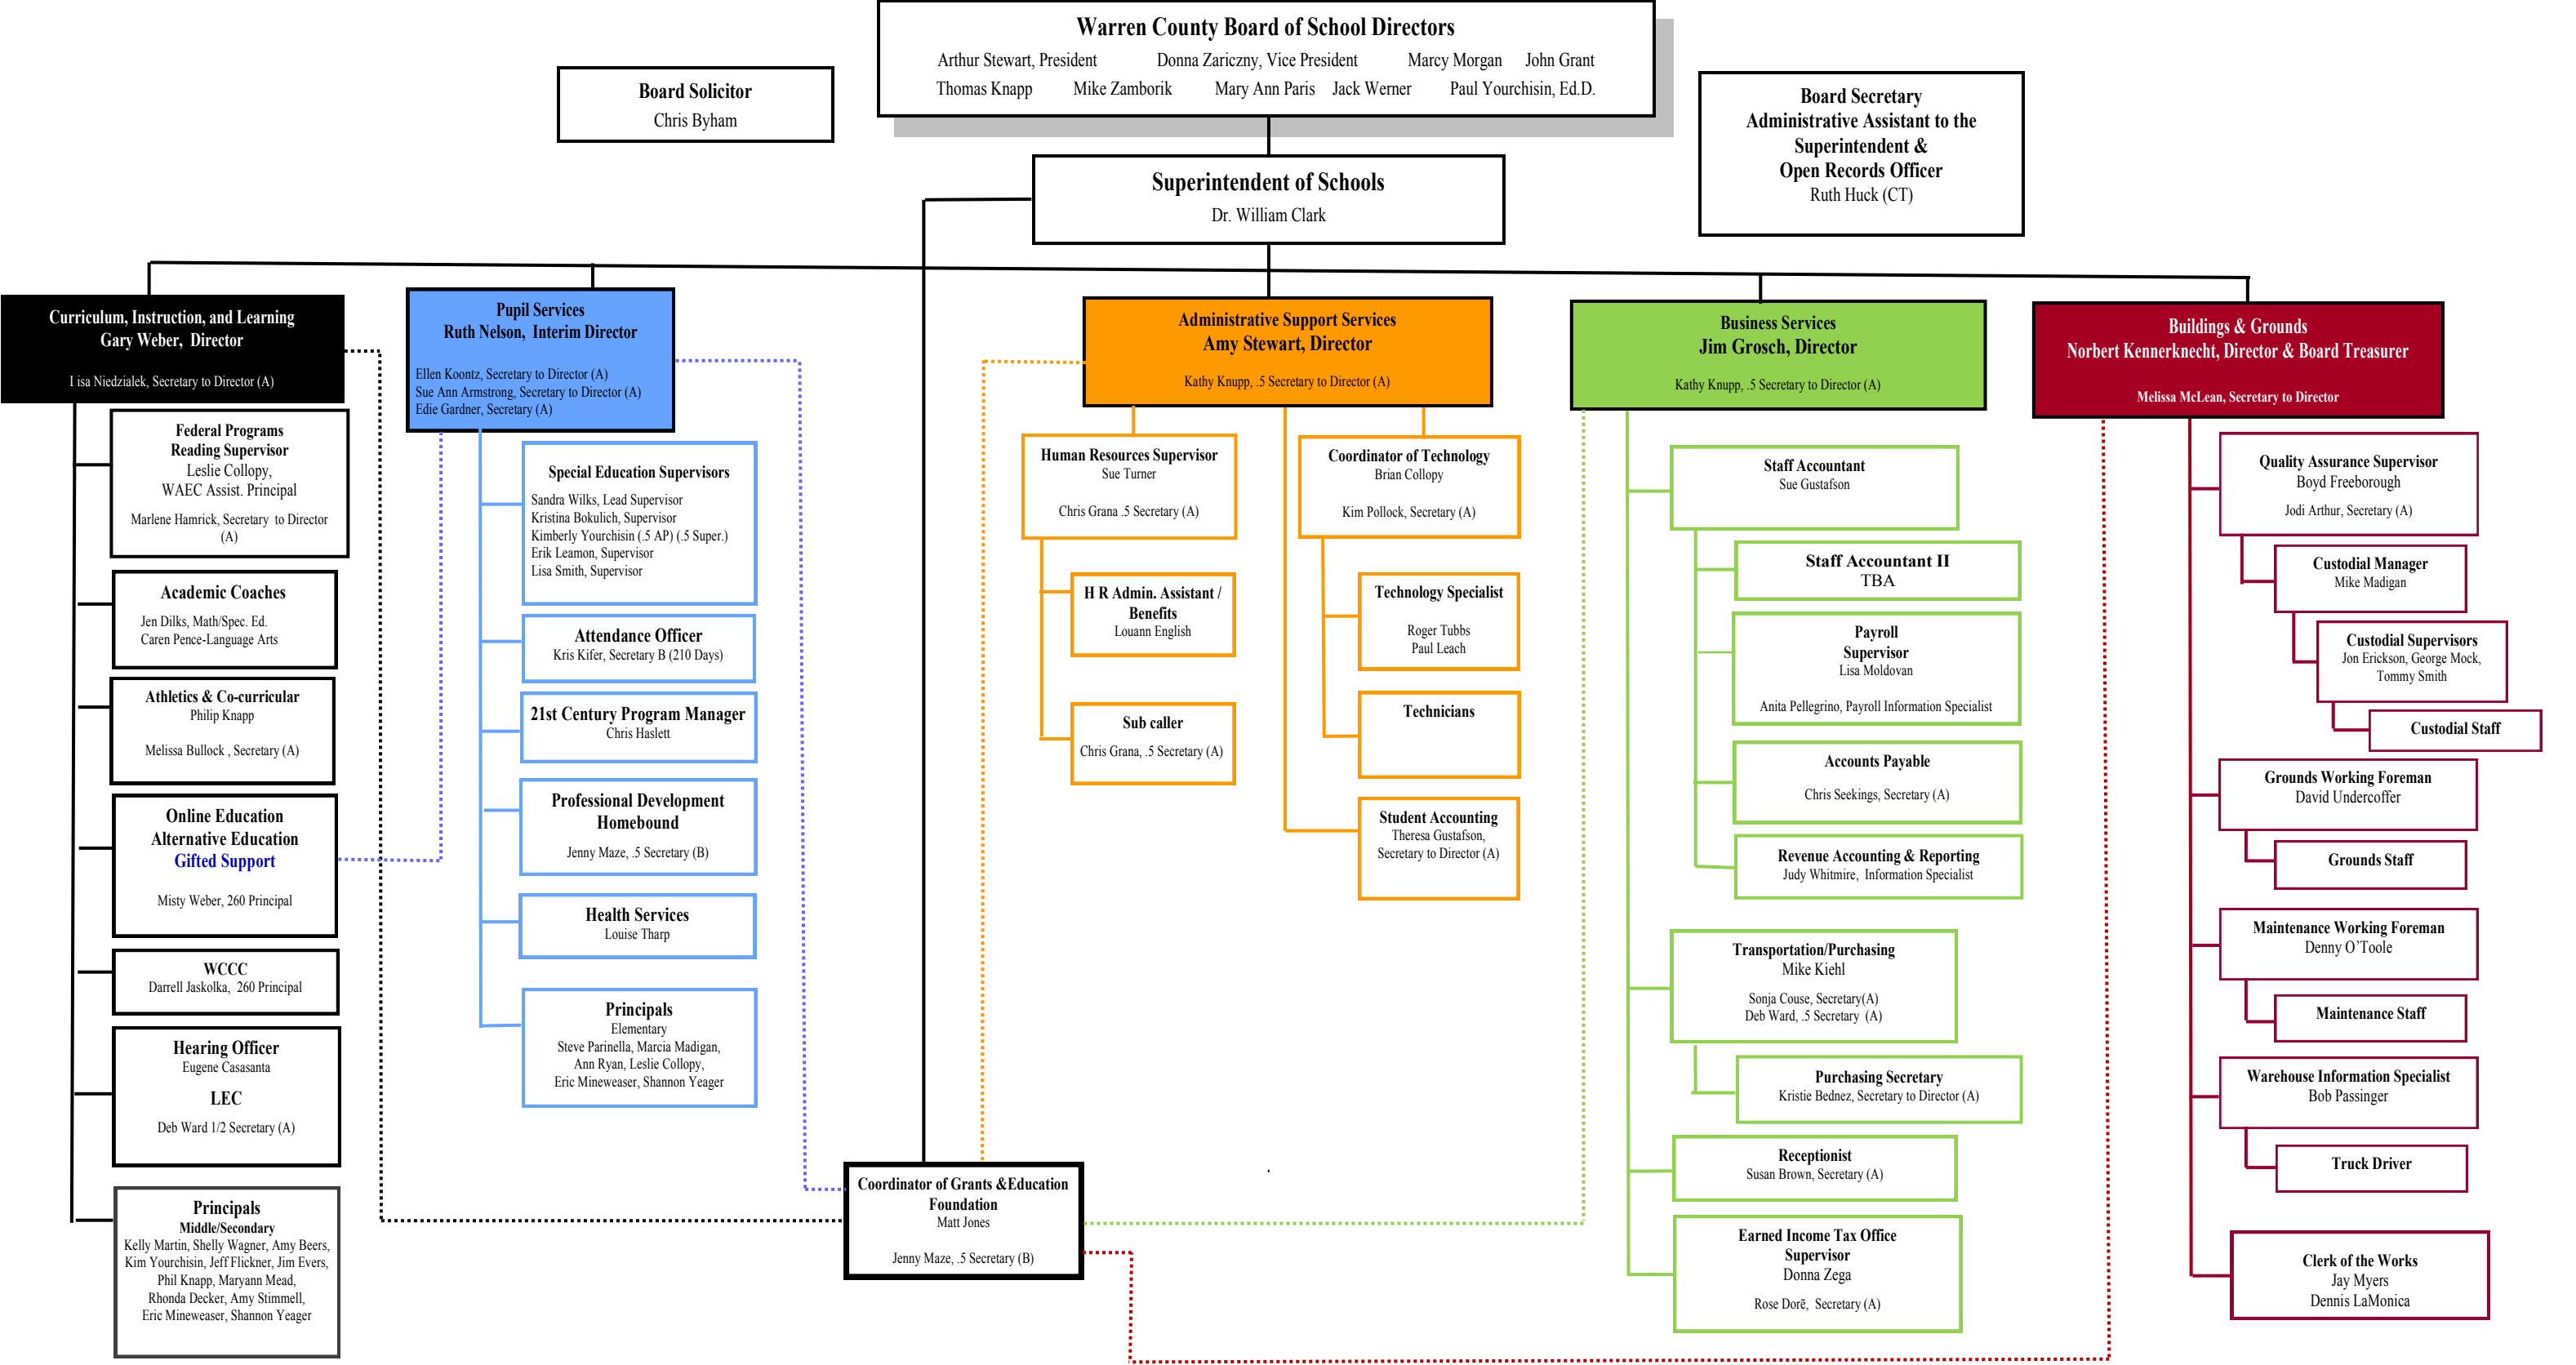 Warren County Board of School Directors
Arthur Stewart, President Donna Zariczny, Vice President Marcy Morgan John Grant
Thomas Knapp Mike Zamborik Mary Ann Paris Jack Werner Paul Yourchisin, Ed.D.
Board Solicitor
Chris Byham
Board Secretary
Administrative Assistant to the
Superintendent &
Open Records Officer
Ruth Huck (CT)
Superintendent of Schools
Dr. William Clark
Curriculum, Instruction, and Learning
Gary Weber, Director
Lisa Niedzialek, Secretary to Director (A)
Federal Programs
Reading Supervisor
Leslie Collopy,
WAEC Assist. Principal
Marlene Hamrick, Secretary to Director
(A)
Academic Coaches
Jen Dilks, Math/Spec. Ed.
Caren Pence-Language Arts
Athletics & Co-curricular
Philip Knapp
Melissa Bullock , Secretary (A)
Online Education
Alternative Education
Gifted Support
Misty Weber, 260 Principal
WCCC
Darrell Jaskolka, 260 Principal
Hearing Officer
Eugene Casasanta
LEC
Deb Ward 1/2 Secretary (A)
Principals
Middle/Secondary
Kelly Martin, Shelly Wagner, Amy Beers,
Kim Yourchisin, Jeff Flickner, Jim Evers,
Phil Knapp, Maryann Mead,
Rhonda Decker, Amy Stimmell,
Eric Mineweaser, Shannon Yeager
Pupil Services
Ruth Nelson, Interim Director
Ellen Koontz, Secretary to Director (A)
Sue Ann Armstrong, Secretary to Director (A)
Edie Gardner, Secretary (A)
Special Education Supervisors
Sandra Wilks, Lead Supervisor
Kristina Bokulich, Supervisor
Kimberly Yourchisin (.5 AP) (.5 Super.)
Erik Leamon, Supervisor
Lisa Smith, Supervisor
Attendance Officer
Kris Kifer, Secretary B (210 Days)
21st Century Program Manager
Chris Haslett
Professional Development
Homebound
Jenny Maze, .5 Secretary (B)
Health Services
Louise Tharp
Principals
Elementary
Steve Parinella, Marcia Madigan,
Ann Ryan, Leslie Collopy,
Eric Mineweaser, Shannon Yeager
Coordinator of Grants &Education
Foundation
Matt Jones
Jenny Maze, .5 Secretary (B)
Administrative Support Services
Amy Stewart, Director
Kathy Knupp, .5 Secretary to Director (A)
Human Resources Supervisor
Sue Turner
Chris Grana .5 Secretary (A)
H R Admin. Assistant /
Benefits
Louann English
Sub caller
Chris Grana, .5 Secretary (A)
Coordinator of Technology
Brian Collopy
Kim Pollock, Secretary (A)
Technology Specialist
Roger Tubbs
Paul Leach
Technicians
Student Accounting
Theresa Gustafson,
Secretary to Director (A)
Business Services
Jim Grosch, Director
Kathy Knupp, .5 Secretary to Director (A)
Staff Accountant
Sue Gustafson
Staff Accountant II
TBA
Payroll
Supervisor
Lisa Moldovan
Anita Pellegrino, Payroll Information Specialist
Accounts Payable
Chris Seekings, Secretary (A)
Revenue Accounting & Reporting
Judy Whitmire, Information Specialist
Transportation/Purchasing
Mike Kiehl
Sonja Couse, Secretary(A)
Deb Ward, .5 Secretary (A)
Purchasing Secretary
Kristie Bednez, Secretary to Director (A)
Receptionist
Susan Brown, Secretary (A)
Earned Income Tax Office
Supervisor
Donna Zega
Rose Dorē, Secretary (A)
Buildings & Grounds
Norbert Kennerknecht, Director & Board Treasurer
Melissa McLean, Secretary to Director
Quality Assurance Supervisor
Boyd Freeborough
Jodi Arthur, Secretary (A)
Custodial Manager
Mike Madigan
Custodial Supervisors
Jon Erickson, George Mock,
Tommy Smith
Custodial Staff
Grounds Working Foreman
David Undercoffer
Grounds Staff
Maintenance Working Foreman
Denny O’Toole
Maintenance Staff
Warehouse Information Specialist
Bob Passinger
Truck Driver
Clerk of the Works
Jay Myers
Dennis LaMonica